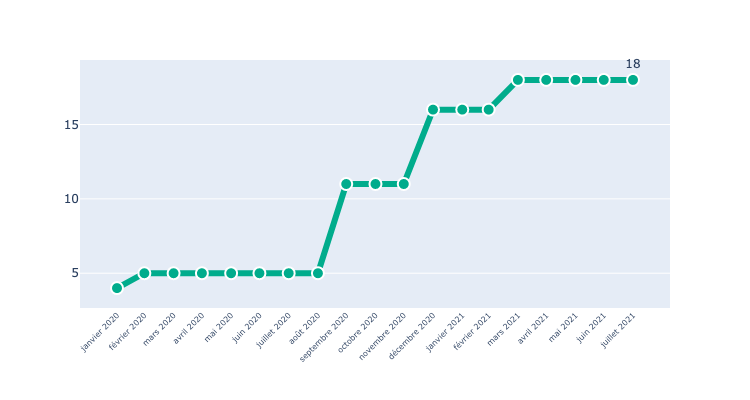 18
15
10
5
janvier 2020
février 2020
mars 2020
avril 2020
mai 2020
juin 2020
juillet 2020
août 2020
septembre 2020
octobre 2020
novembre 2020
décembre 2020
janvier 2021
février 2021
mars 2021
avril 2021
mai 2021
juin 2021
juillet 2021